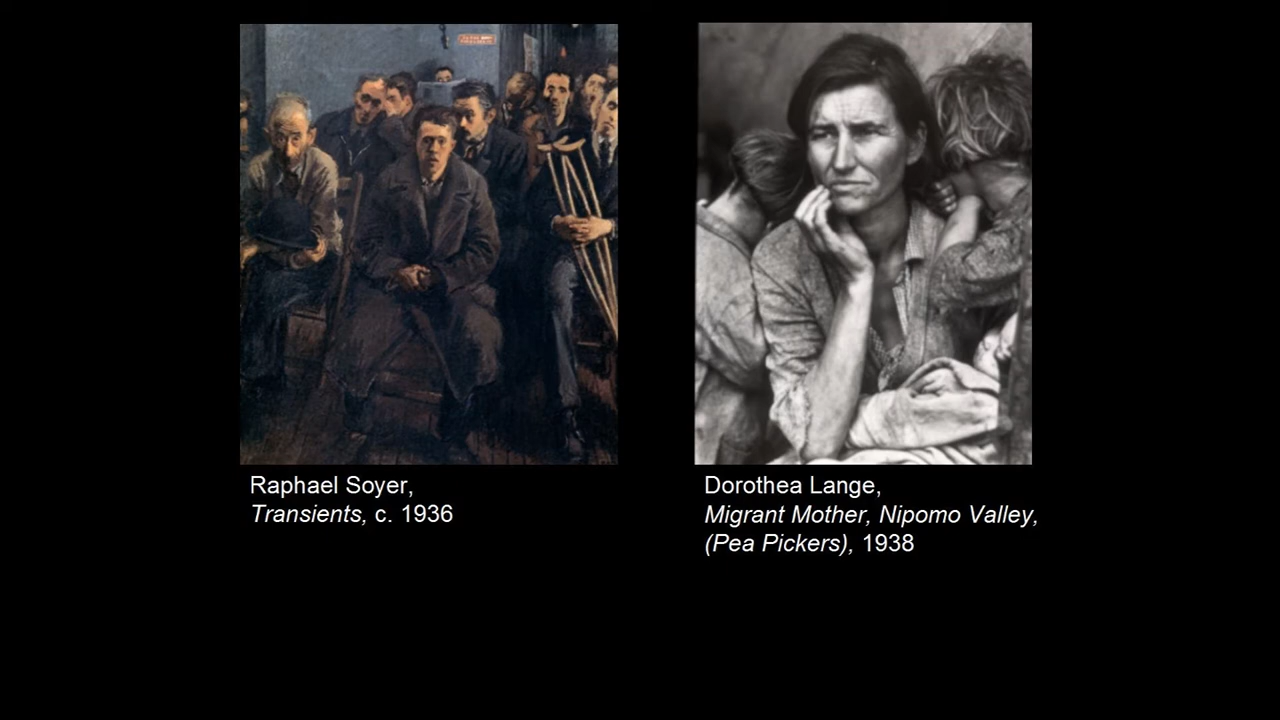 Raphael Soyer,
Transients, c. 1936
Dorothea Lange,
Migrant Mother, Nipomo Valley,
(Pea Pickers), 1938